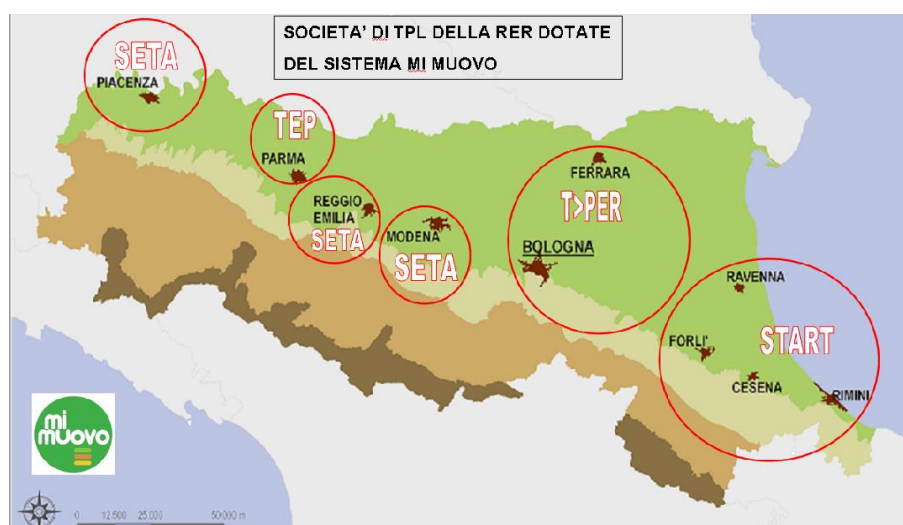 SOCIETA' DI TPL DELLA RER DOTATE
DEL SISTEMA MI MUOVO
SETA
PIACENZA
TEP
PARMA
REGGIO
EMILIA
SETA
MODENA
SETA
FERRARA
T>PER
BOLOGNA
RAVENNA
FORLI'
START
CESENA
RIMINI
mi
muovo
0 12.500 25.000 50.000 m